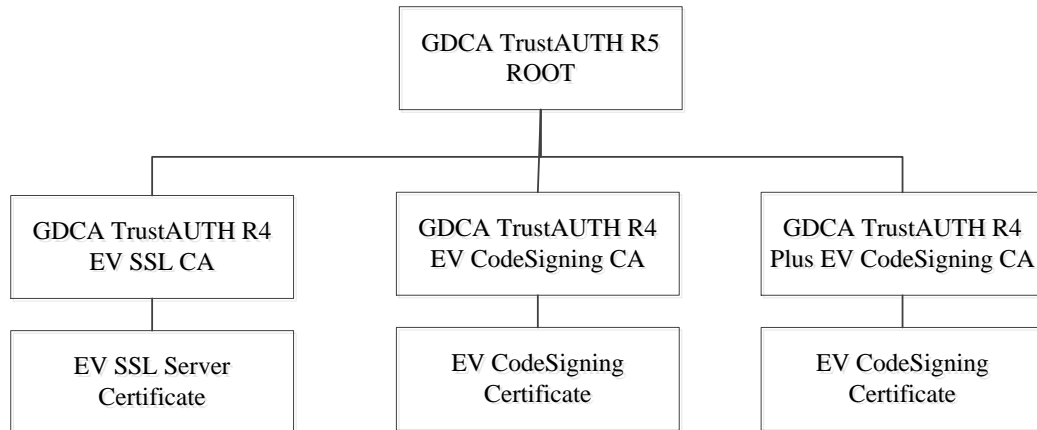 GDCA TrustAUTH R5
ROOT
GDCA TrustAUTH R4
EV SSL CA
GDCA TrustAUTH R4
EV CodeSigning CA
GDCA TrustAUTH R4
Plus EV CodeSigning CA
EV SSL Server
Certificate
EV CodeSigning
Certificate
EV CodeSigning
Certificate